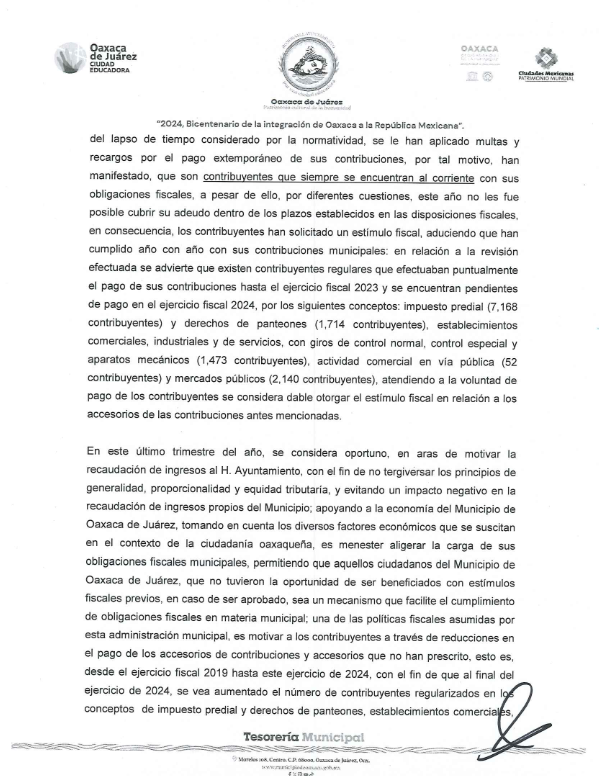 Oaxaca
de Juárez
CIUDAD
EDUCADORA
Oaxaca de Juárez
OAXACA
Ciudades Mexicanas
PATRIMONIO MUNDIAL
"2024, Bicentenario de la integración de Oaxaca a la República Mexicana".
del lapso de tiempo considerado por la normatividad, se le han aplicado multas y
recargos por el pago extemporáneo de sus contribuciones, por tal motivo, han
manifestado, que son contribuyentes que siempre se encuentran al corriente con sus
obligaciones fiscales, a pesar de ello, por diferentes cuestiones, este año no les fue
posible cubrir su adeudo dentro de los plazos establecidos en las disposiciones fiscales,
en consecuencia, los contribuyentes han solicitado un estímulo fiscal, aduciendo que han
cumplido año con año con sus contribuciones municipales: en relación a la revisión
efectuada se advierte que existen contribuyentes regulares que efectuaban puntualmente
el pago de sus contribuciones hasta el ejercicio fiscal 2023 y se encuentran pendientes
de pago en el ejercicio fiscal 2024, por los siguientes conceptos: impuesto predial (7,168
contribuyentes) y derechos de panteones (1,714 contribuyentes), establecimientos
comerciales, industriales y de servicios, con giros de control normal, control especial y
aparatos mecánicos (1,473 contribuyentes), actividad comercial en vía pública (52
contribuyentes) y mercados públicos (2,140 contribuyentes), atendiendo a la voluntad de
pago de los contribuyentes se considera dable otorgar el estímulo fiscal en relación a los
accesorios de las contribuciones antes mencionadas.
En este último trimestre del año, se considera oportuno, en aras de motivar la
recaudación de ingresos al H. Ayuntamiento, con el fin de no tergiversar los principios de
generalidad, proporcionalidad y equidad tributaria, y evitando un impacto negativo en la
recaudación de ingresos propios del Municipio; apoyando a la economía del Municipio de
Oaxaca de Juárez, tomando en cuenta los diversos factores económicos que se suscitan
en el contexto de la ciudadanía oaxaqueña, es menester aligerar la carga de sus
obligaciones fiscales municipales, permitiendo que aquellos ciudadanos del Municipio de
Oaxaca de Juárez, que no tuvieron la oportunidad de ser beneficiados con estímulos
fiscales previos, en caso de ser aprobado, sea un mecanismo que facilite el cumplimiento
de obligaciones fiscales en materia municipal; una de las políticas fiscales asumidas por
esta administración municipal, es motivar a los contribuyentes a través de reducciones en
el pago de los accesorios de contribuciones y accesorios que no han prescrito, esto es,
desde el ejercicio fiscal 2019 hasta este ejercicio de 2024, con el fin de que al final del
ejercicio de 2024, se vea aumentado el número de contribuyentes regularizados en los
conceptos de impuesto predial y derechos de panteones, establecimientos comerciales,
Tesorería Municipal
Morelos 108, Centro, C.P. 68000, Oaxaca de Juárez, Oax.